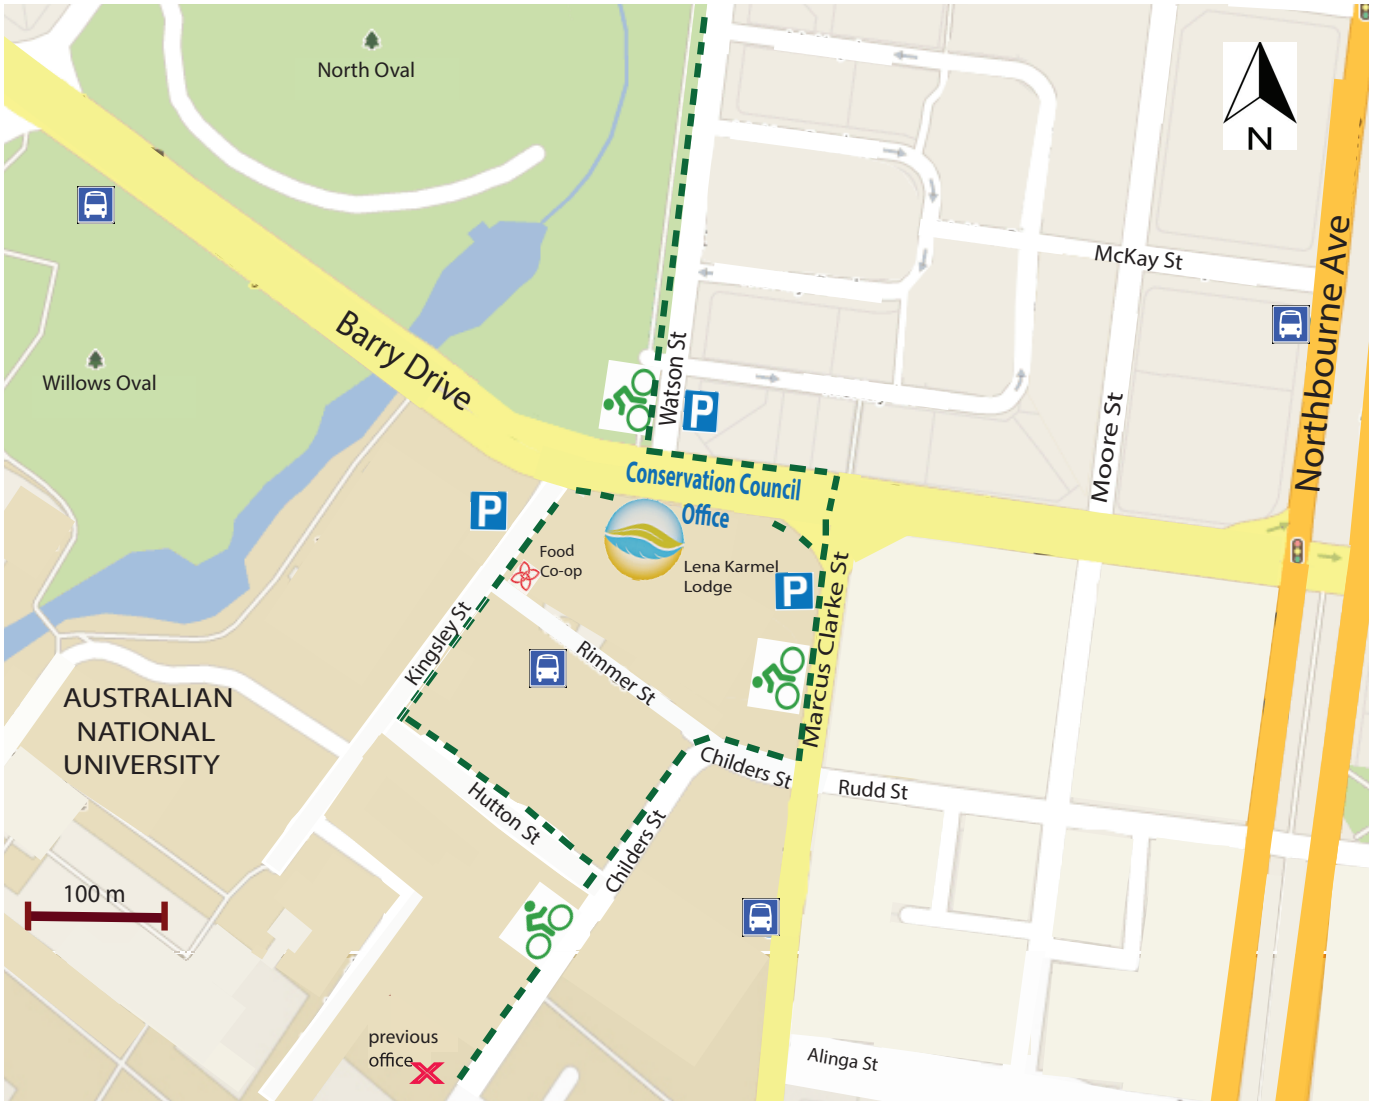 North Oval
N
McKay St
Northbourne Ave
Barry Drive
Willows Oval
Watson St
P
Moore St
Conservation Council
Office
P
Food
Co-op
Lena Karmel
Lodge
P
Kingsley St
Rimmer St
Marcus Clarke St
AUSTRALIAN
NATIONAL
UNIVERSITY
Childers St
Rudd St
Hutton St
Childers St
100 m
previous
office
Alinga St